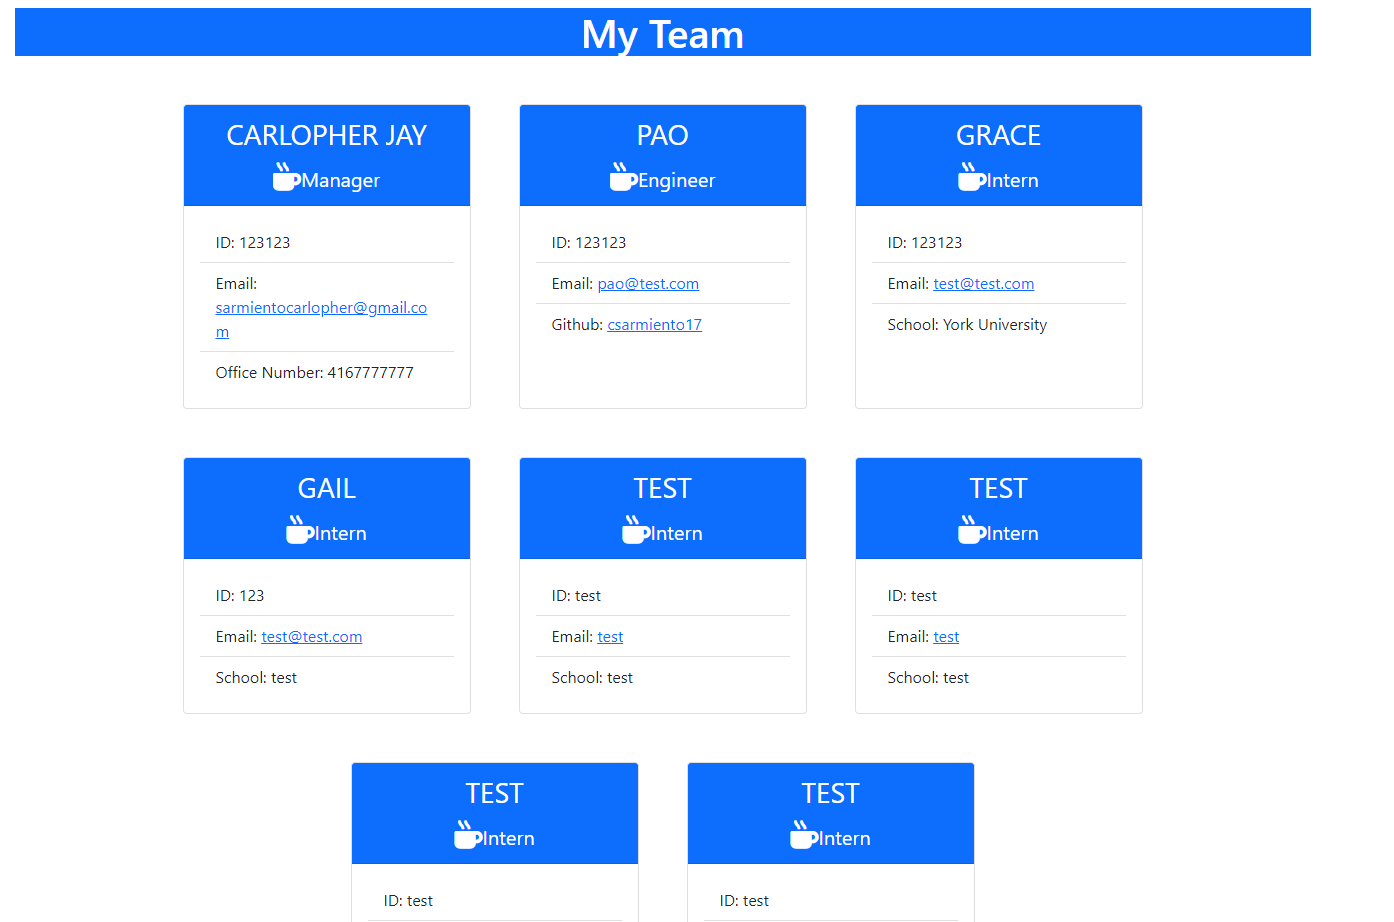 My Team
CARLOPHER JAY
Manager
ID: 123123
Email:
sarmientocarlopher@gmail.co
m
Office Number: 4167777777
PAO
Engineer
ID: 123123
Email: pao@test.com
Github: csarmiento17
GRACE
Intern
ID: 123123
Email: test@test.com
School: York University
GAIL
Intern
ID: 123
Email: test@test.com
School: test
TEST
Intern
ID: test
Email: test
School: test
TEST
Intern
ID: test
Email: test
School: test
TEST
Intern
ID: test
TEST
Intern
ID: test